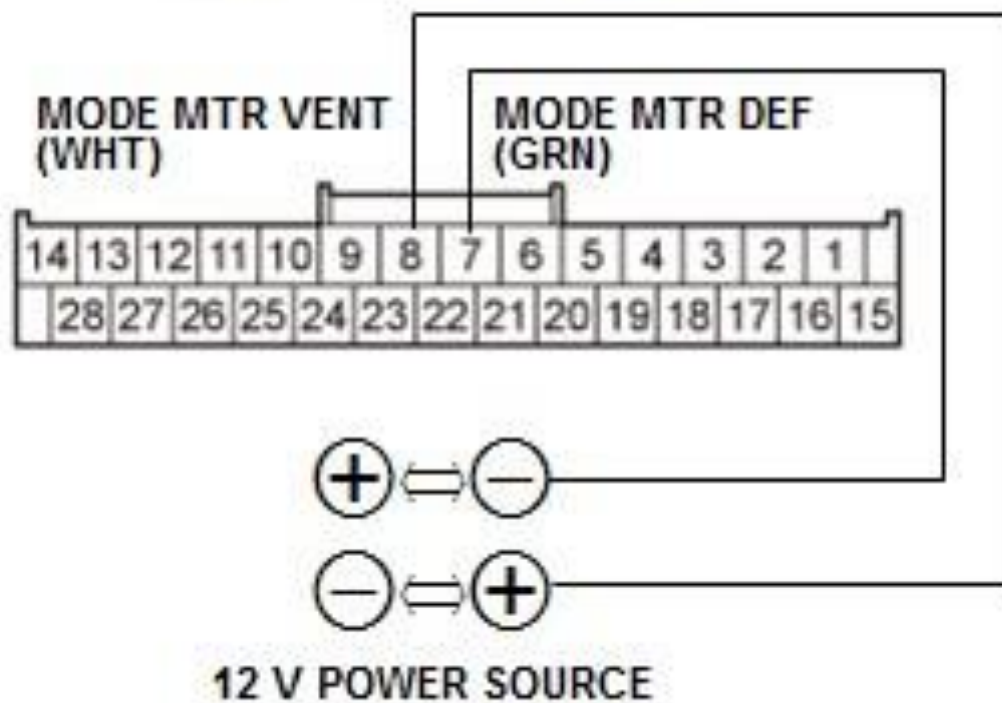 MODE MTR VENT
(WHT)
MODE MTR DEF
(GRN)
14 13 12 11 10 9 8 7 6 5 4 3 2 1
28 27 26 25 24 23 22 21 20 19 18 17 16 15
+ −
− +
12 V POWER SOURCE